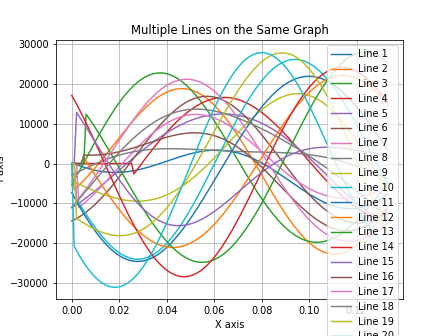 Multiple Lines on the Same Graph
30000
20000
10000
0
−10000
−20000
−30000
0.00
0.02
0.04
0.06
0.08
0.10
X axis
Line 1
Line 2
Line 3
Line 4
Line 5
Line 6
Line 7
Line 8
Line 9
Line 10
Line 11
Line 12
Line 13
Line 14
Line 15
Line 16
Line 17
Line 18
Line 19
Line 20